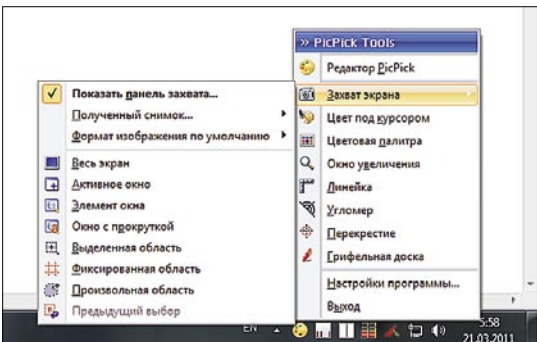 » PicPick Tools
Редактор PicPick
Захват экрана
Цвет под курсором
Цветовая палитра
Окно увеличения
Линейка
Угломер
Перекрестие
Грифельная доска
Настройки программы...
Выход
Показать панель захвата...
Полученный снимок...
Формат изображения по умолчанию
Весь экран
Активное окно
Элемент окна
Окно с прокруткой
Выделенная область
Фиксированная область
Произвольная область
Предыдущий выбор
EN
5:58
21.03.2011